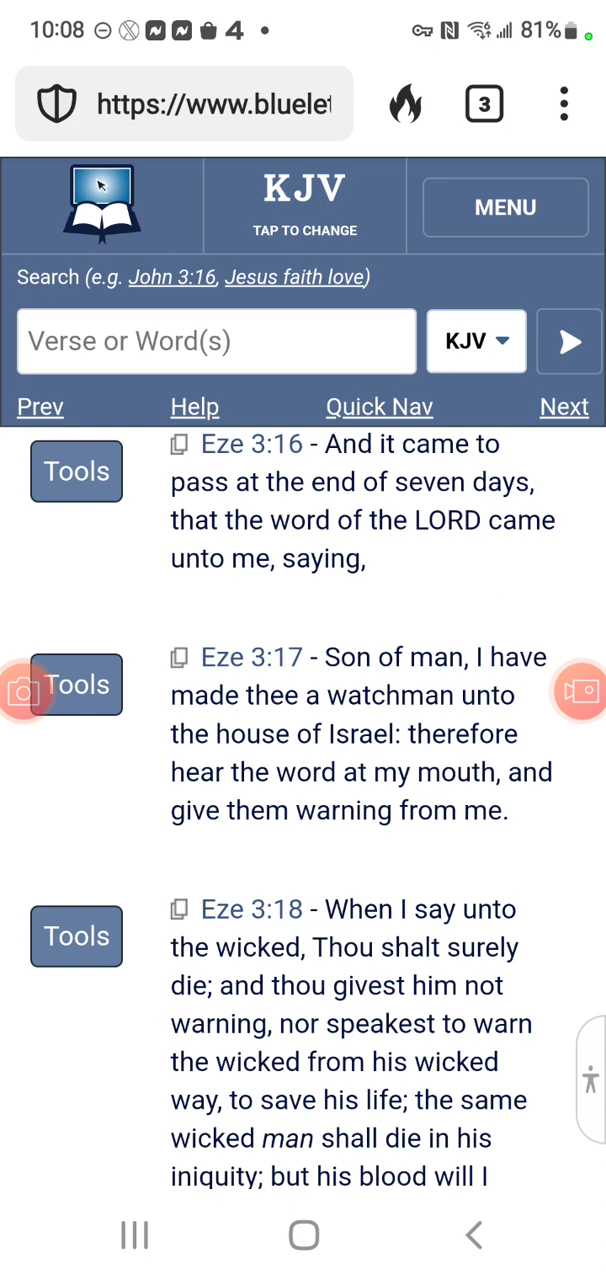 10:08 4 81%
https://www.bluelet 3
KJV
TAP TO CHANGE
MENU
Search (e.g. John 3:16, Jesus faith love)
Verse or Word(s) KJV
Prev Help Quick Nav Next
Tools
Eze 3:16 - And it came to
pass at the end of seven days,
that the word of the LORD came
unto me, saying,
Tools
Eze 3:17 - Son of man, I have
made thee a watchman unto
the house of Israel: therefore
hear the word at my mouth, and
give them warning from me.
Tools
Eze 3:18 - When I say unto
the wicked, Thou shalt surely
die; and thou givest him not
warning, nor speakest to warn
the wicked from his wicked
way, to save his life; the same
wicked man shall die in his
iniquity; but his blood will I